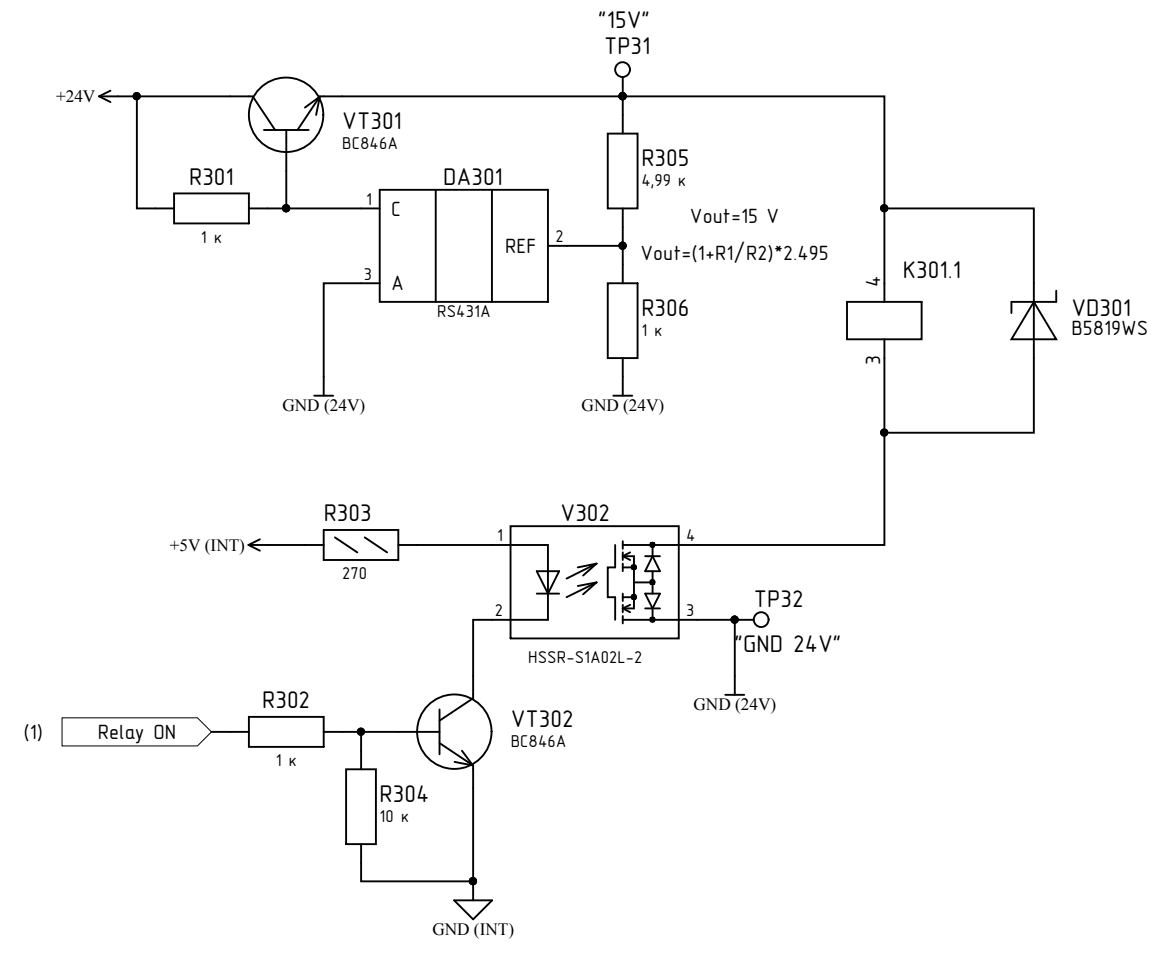 "15V"
TP31
+24V
VT301
BC846A
R301
1 к
DA301
1
C
REF
2
3
A
RS431A
R305
4,99 к
Vout=15 V
Vout=(1+R1/R2)*2.495
R306
1 к
GND (24V)
GND (24V)
K301.1
4
3
VD301
B5819WS
R303
+5V (INT)
270
V302
1
4
2
3
HSSR-S1A02L-2
TP32
"GND 24V"
GND (24V)
R302
(1)
Relay ON
1 к
VT302
BC846A
R304
10 к
GND (INT)